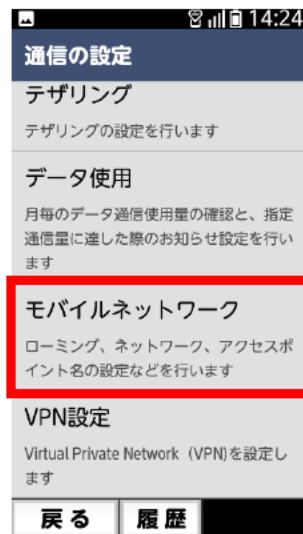 14:24
通信の設定
テザリング
テザリングの設定を行います
データ使用
月毎のデータ通信使用量の確認と、指定
通信量に達した際のお知らせ設定を行い
ます
モバイルネットワーク
ローミング、ネットワーク、アクセスポ
イント名の設定などを行います
VPN設定
Virtual Private Network（VPN)を設定し
ます
戻る 履歴